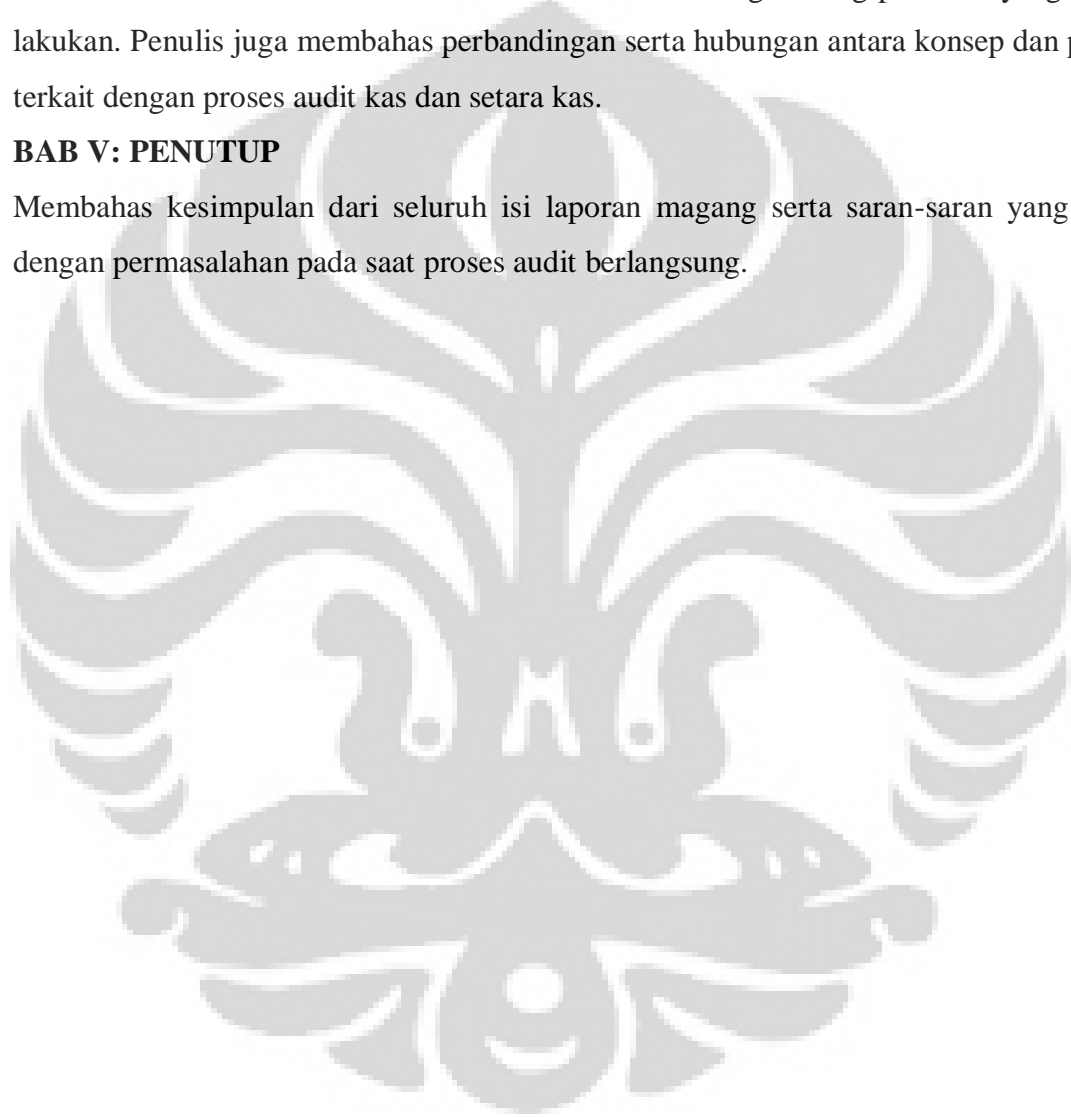 yang
lakukan. Penulis juga membahas perbandingan serta hubungan antara konsep dan
terkait dengan proses audit kas dan setara kas.
BAB V: PENUTUP
Membahas kesimpulan dari seluruh isi laporan magang serta saran-saran yang
dengan permasalahan pada saat proses audit berlangsung.